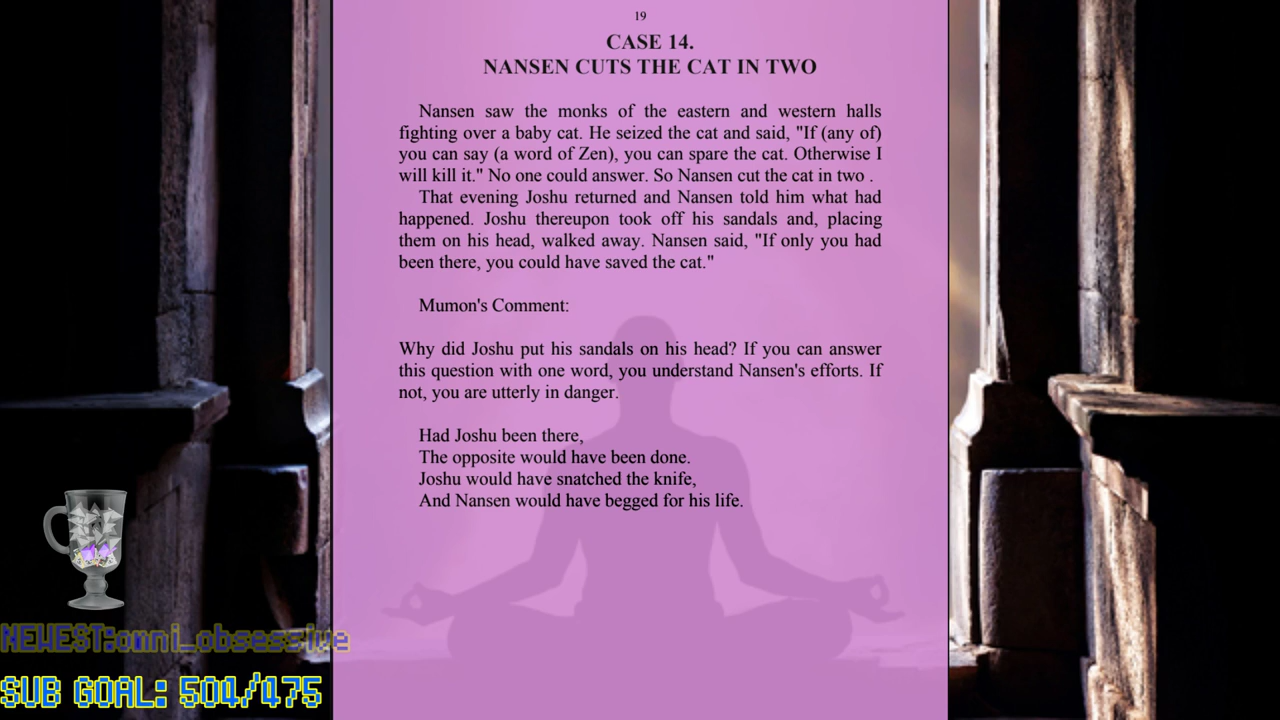 19
CASE 14.
NANSEN CUTS THE CAT IN TWO
Nansen saw the monks of the eastern and western halls
fighting over a baby cat. He seized the cat and said, "If (any of)
you can say (a word of Zen), you can spare the cat. Otherwise I
will kill it." No one could answer. So Nansen cut the cat in two .
That evening Joshu returned and Nansen told him what had
happened. Joshu thereupon took off his sandals and, placing
them on his head, walked away. Nansen said, "If only you had
been there, you could have saved the cat."
Mumon's Comment:
Why did Joshu put his sandals on his head? If you can answer
this question with one word, you understand Nansen's efforts. If
not, you are utterly in danger.
Had Joshu been there,
The opposite would have been done.
Joshu would have snatched the knife,
And Nansen would have begged for his life.
NEWEST:omni_obsessive
SUB GOAL: 504/475